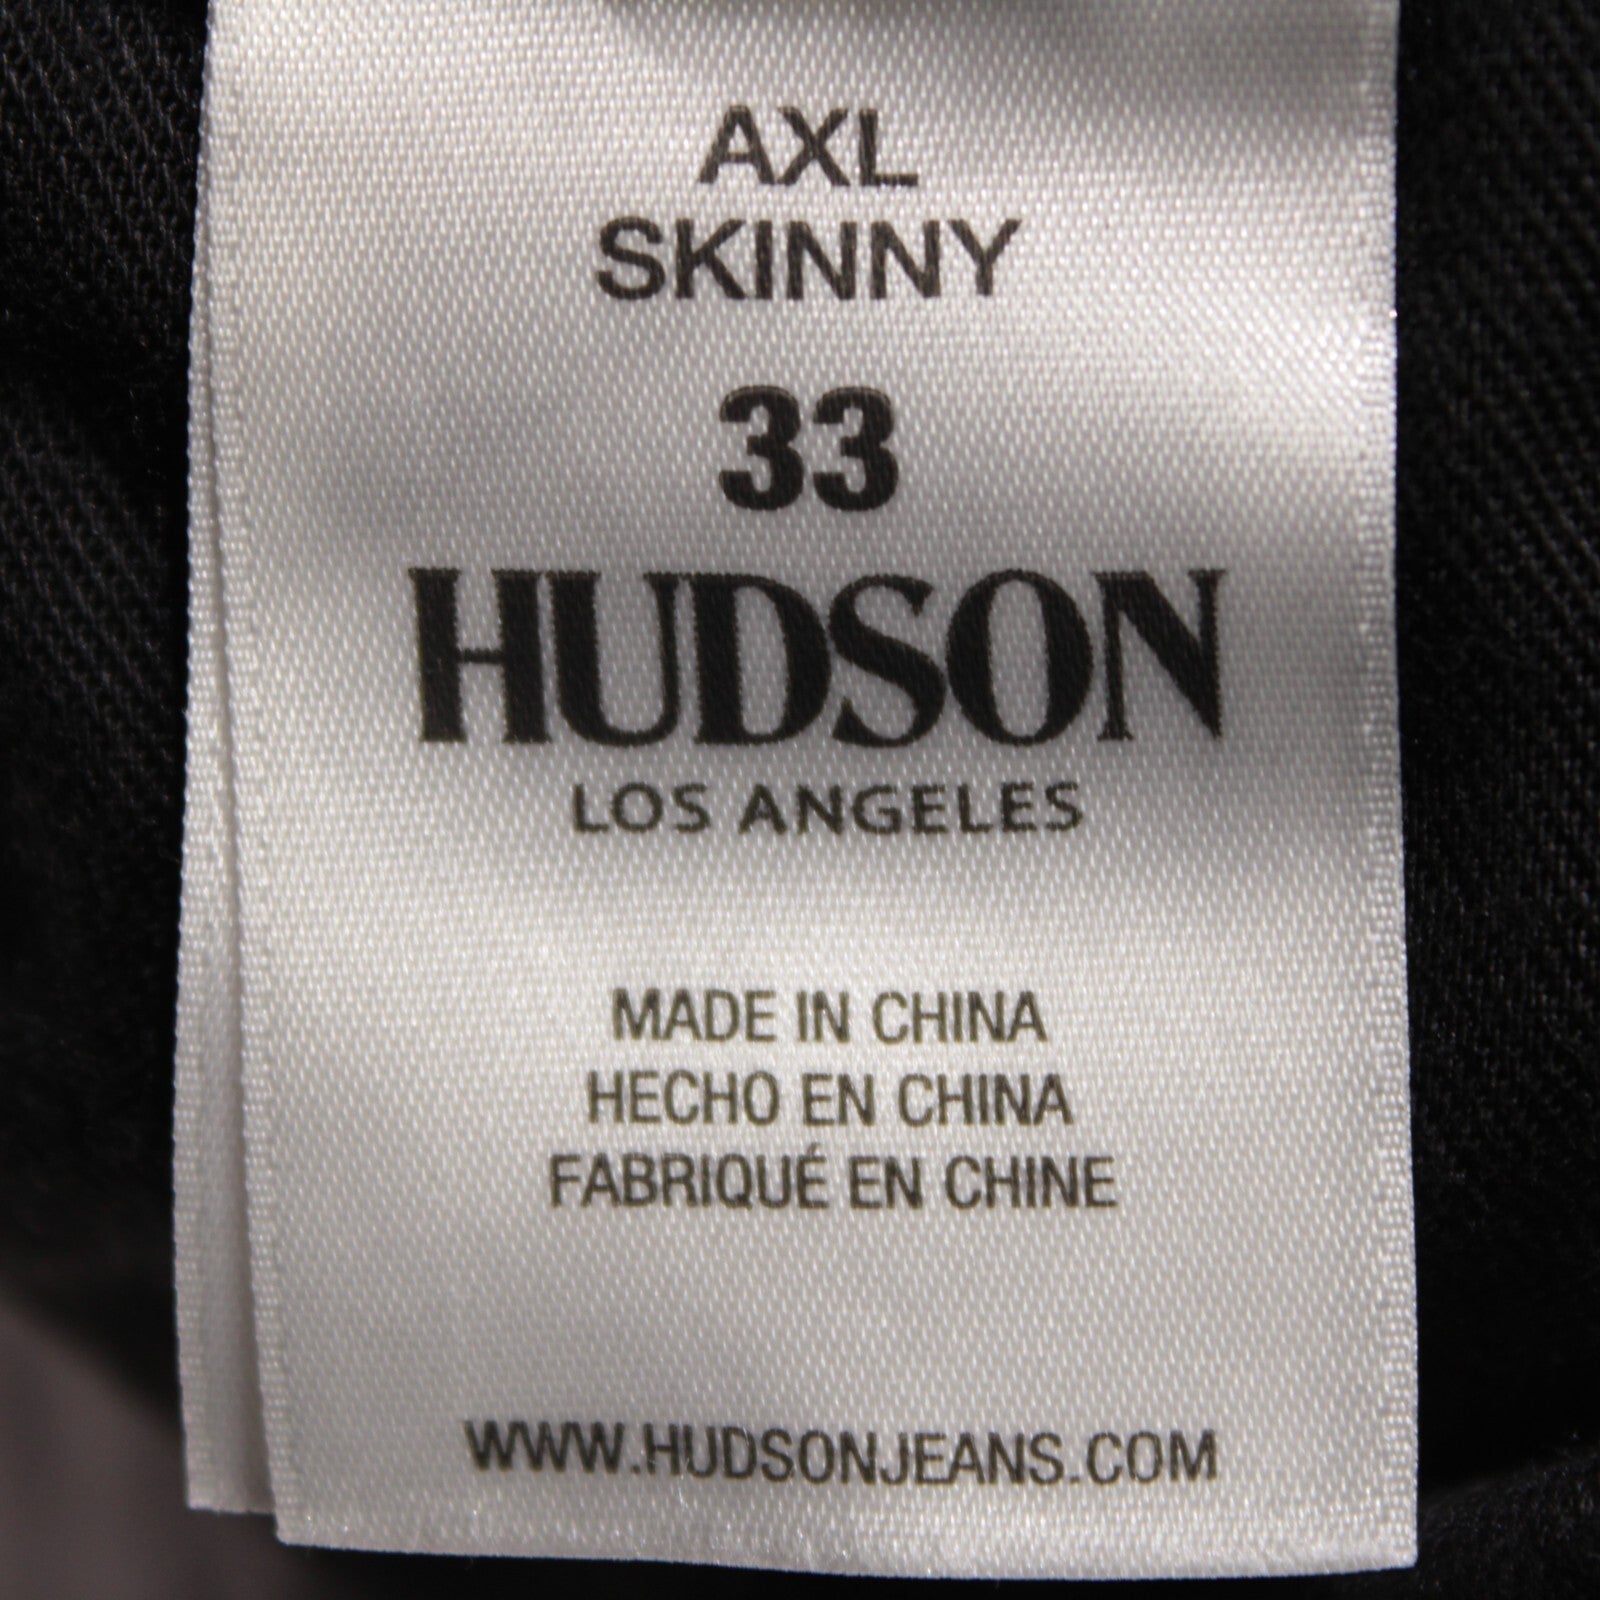 AXL
SKINNY
33
HUDSON
LOS ANGELES
MADE IN CHINA
HECHO EN CHINA
FABRIQUÉ EN CHINE
WWW.HUDSONJEANS.COM